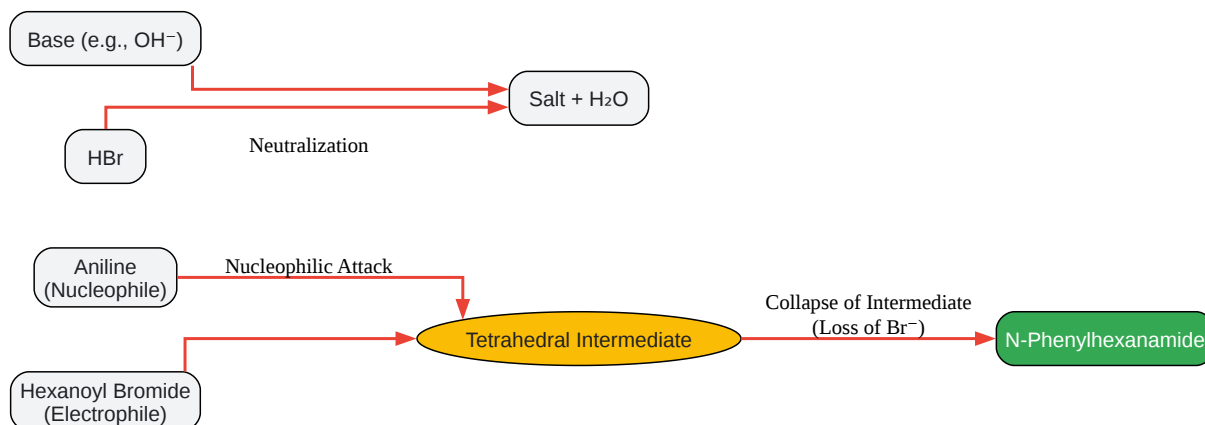 Base (e.g., OH⁻)
Salt + H₂O
Neutralization
HBr
Aniline
(Nucleophile)
Nucleophilic Attack
Collapse of Intermediate
(Loss of Br⁻)
Tetrahedral Intermediate
N-Phenylhexanamide
Hexanoyl Bromide
(Electrophile)